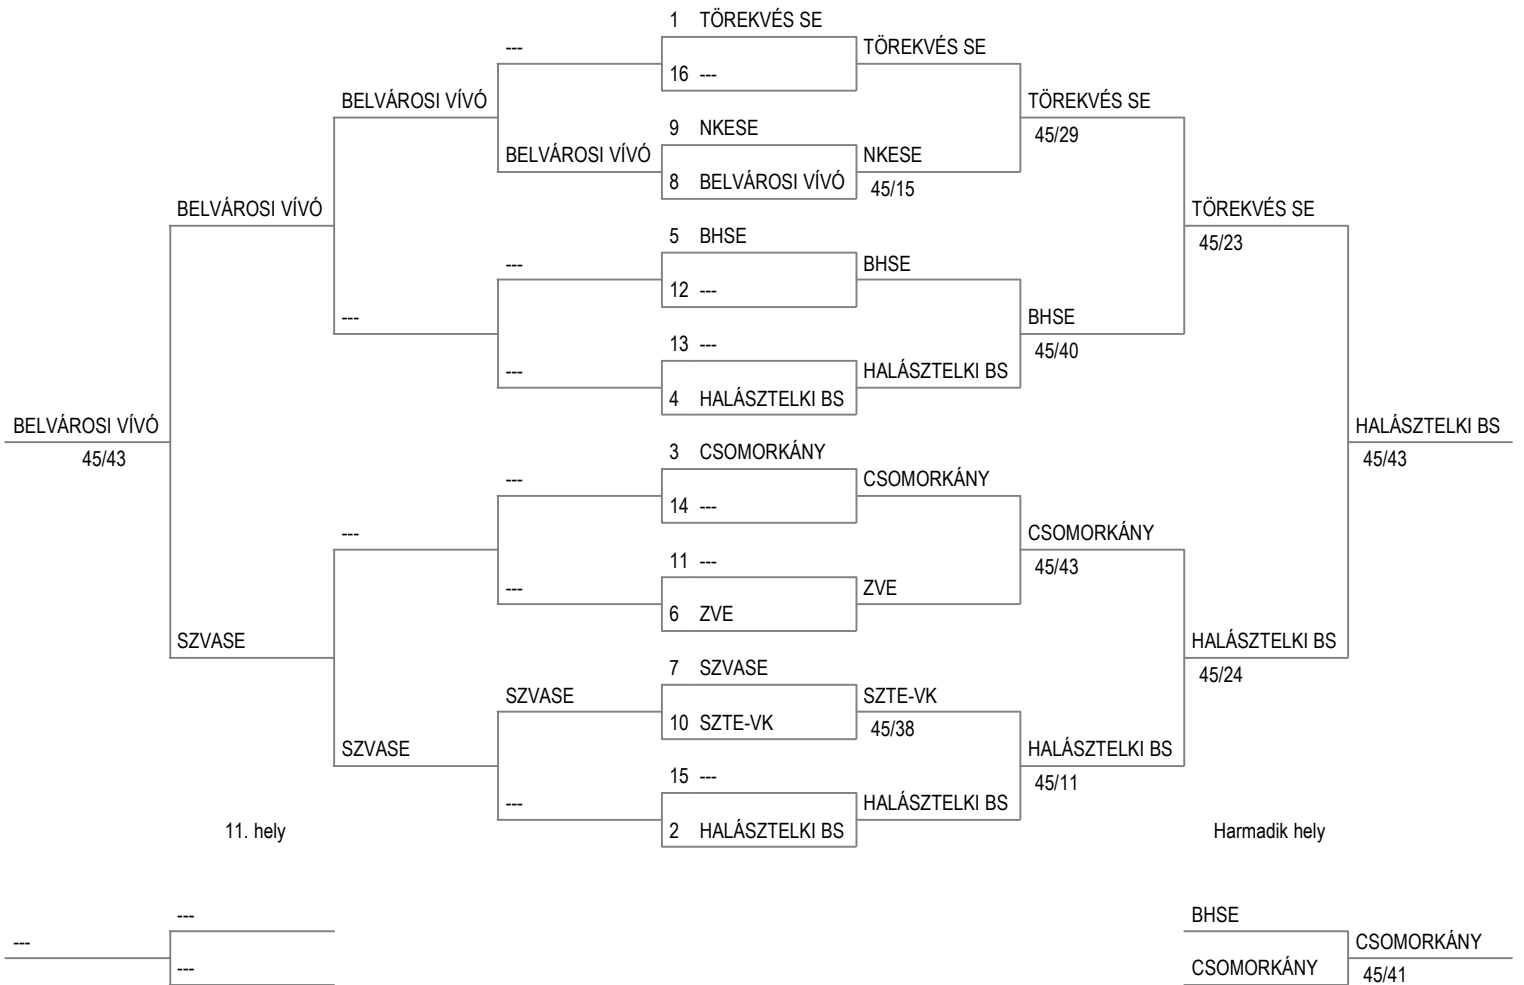 1 TÖREKVÉS SE
--- TÖREKVÉS SE
16 ---
BELVÁROSI VÍVÓ TÖREKVÉS SE
9 NKESE 45/29
BELVÁROSI VÍVÓ NKESE
8 BELVÁROSI VÍVÓ 45/15
BELVÁROSI VÍVÓ TÖREKVÉS SE
5 BHSE 45/23
--- BHSE
12 ---
--- BHSE
13 --- 45/40
--- HALÁSZTELKI BS
4 HALÁSZTELKI BS
BELVÁROSI VÍVÓ HALÁSZTELKI BS
45/43 3 CSOMORKÁNY 45/43
--- CSOMORKÁNY
14 ---
--- CSOMORKÁNY
11 --- 45/43
--- ZVE
6 ZVE
SZVASE HALÁSZTELKI BS
7 SZVASE 45/24
SZVASE SZTE-VK
10 SZTE-VK 45/38
SZVASE HALÁSZTELKI BS
15 --- 45/11
--- HALÁSZTELKI BS
11. hely 2 HALÁSZTELKI BS Harmadik hely
--- BHSE
--- CSOMORKÁNY
--- CSOMORKÁNY 45/41